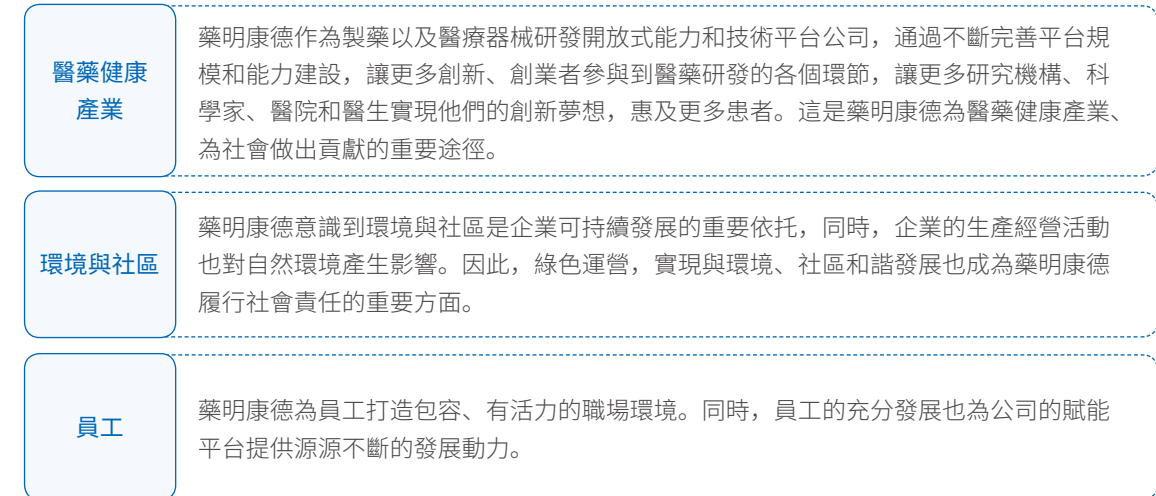 醫藥健康
產業
藥明康德作為製藥以及醫療器械研發開放式能力和技術平台公司，通過不斷完善平台規
模和能力建設，讓更多創新、創業者參與到醫藥研發的各個環節，讓更多研究機構、科
學家、醫院和醫生實現他們的創新夢想，惠及更多患者。這是藥明康德為醫藥健康產業、
為社會做出貢獻的重要途徑。
環境與社區
藥明康德意識到環境與社區是企業可持續發展的重要依托，同時，企業的生產經營活動
也對自然環境產生影響。因此，綠色運營，實現與環境、社區和諧發展也成為藥明康德
履行社會責任的重要方面。
員工
藥明康德為員工打造包容、有活力的職場環境。同時，員工的充分發展也為公司的賦能
平台提供源源不斷的發展動力。